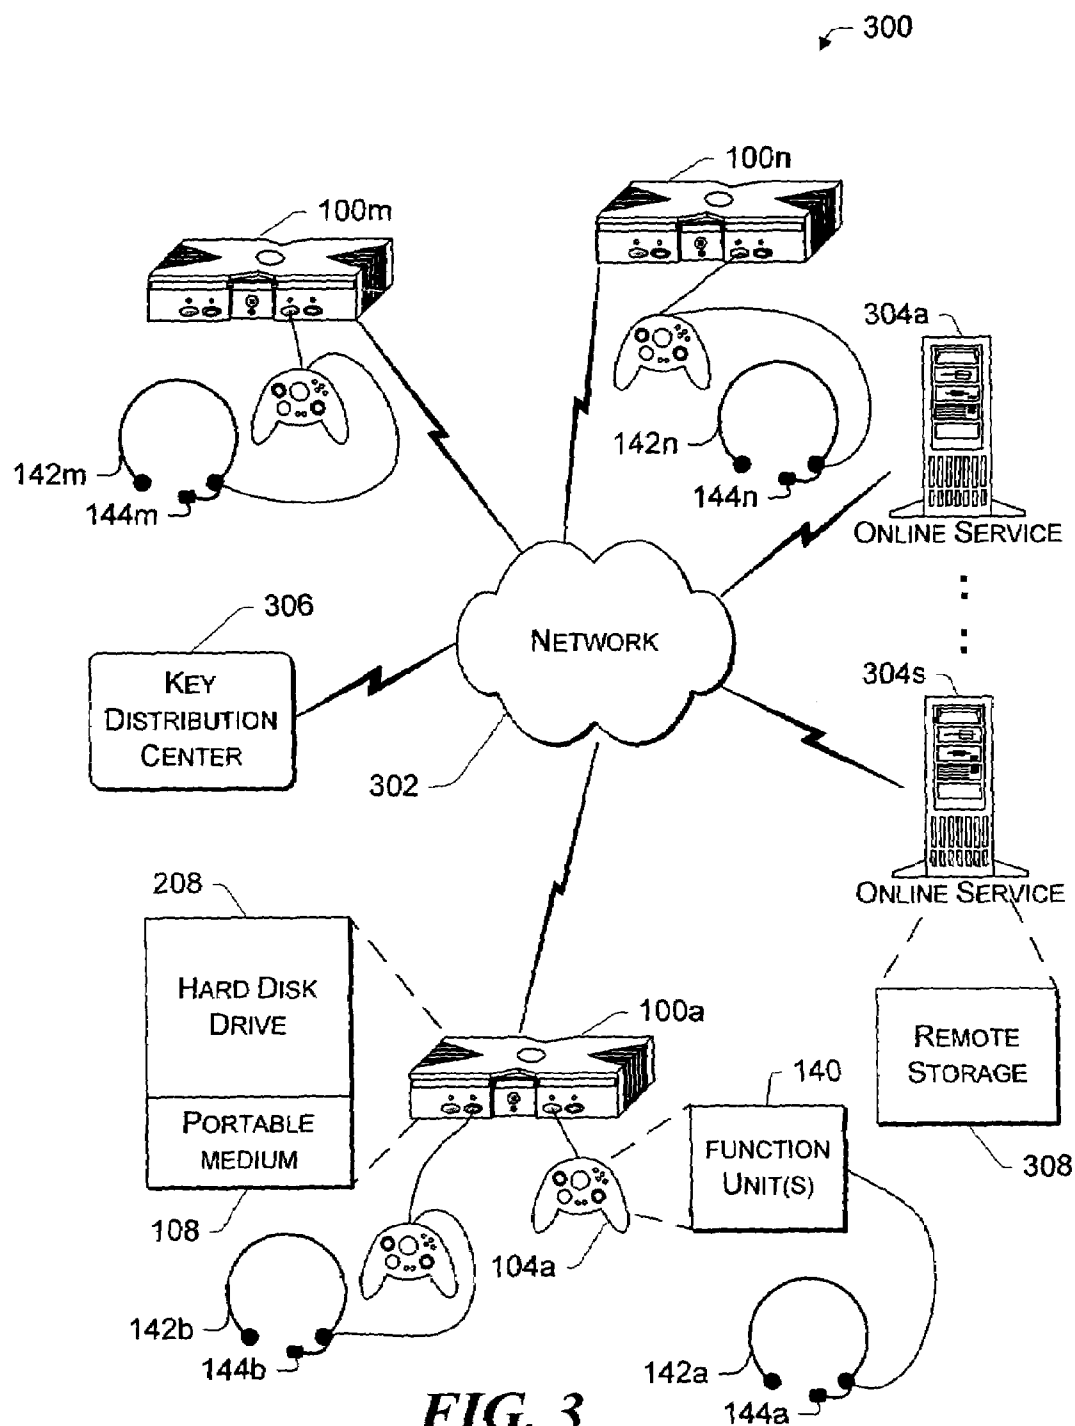 300
100n
100m
304a
142n
142m
144n
144m
ONLINE SERVICE
306
NETWORK
304s
KEY
DISTRIBUTION
CENTER
302
208
ONLINE SERVICE
HARD DISK
DRIVE
100a
REMOTE
STORAGE
140
PORTABLE
MEDIUM
FUNCTION
UNIT(S)
308
108
104a
142b
144b
142a
144a
FIG. 3